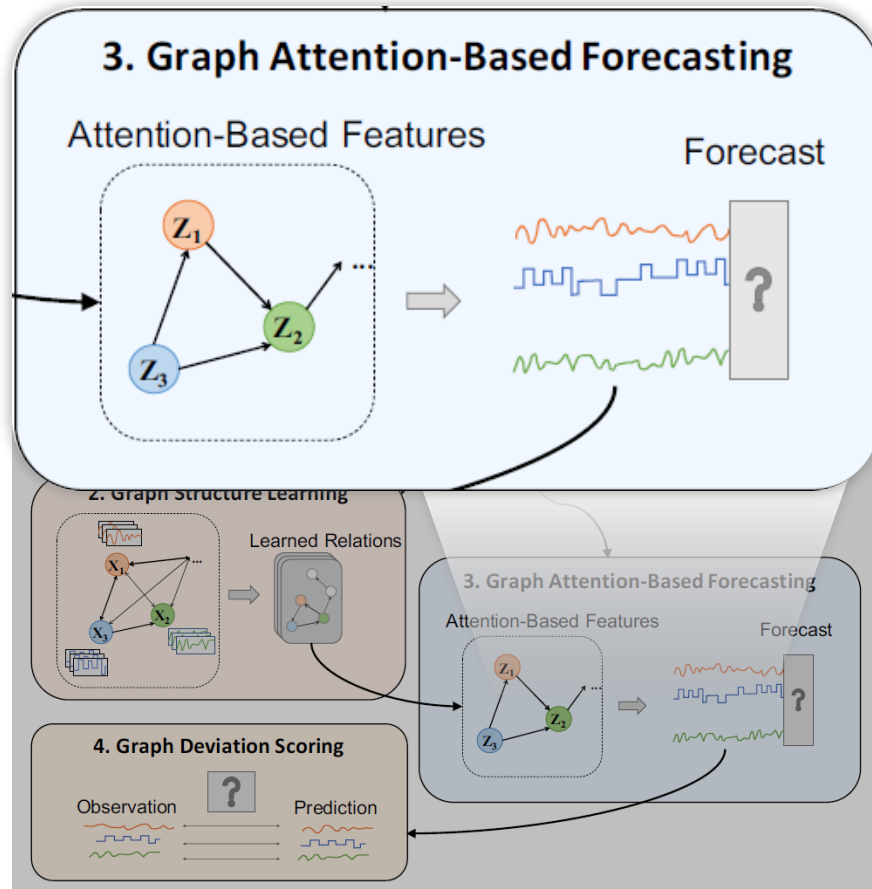 3. Graph Attention-Based Forecasting
Attention-Based Features
Forecast
Z1
...
Z2
Z3
?
2. Graph Structure Learning
Learned Relations
...
X1
X2
X3
3. Graph Attention-Based Forecasting
Attention-Based Features
Forecast
Z1
...
Z2
Z3
?
4. Graph Deviation Scoring
?
Observation
Prediction